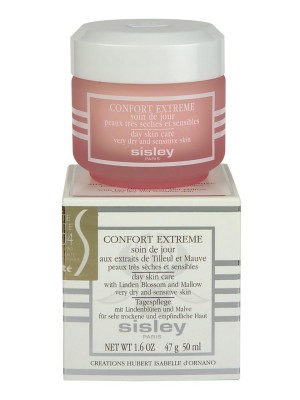 CONFORT EXTREME
soin de jour
peaux très sèches et sensibles
day skin care
very dry and sensitive skin
sisley
PARIS
CONFORT EXTREME
soin de jour
aux extraits de Tilleul et Mauve
peaux très sèches et sensibles
day skin care
with Linden Blossom and Mallow
very dry and sensitive skin
Tagespflege
mit Lindenblüten und Malve
für sehr trockene und empfindliche Haut
sisley
PARIS
NET WT 1.6 OZ 47 g 50 ml
CREATIONS HUBERT ISABELLE d'ORNANO
04
S